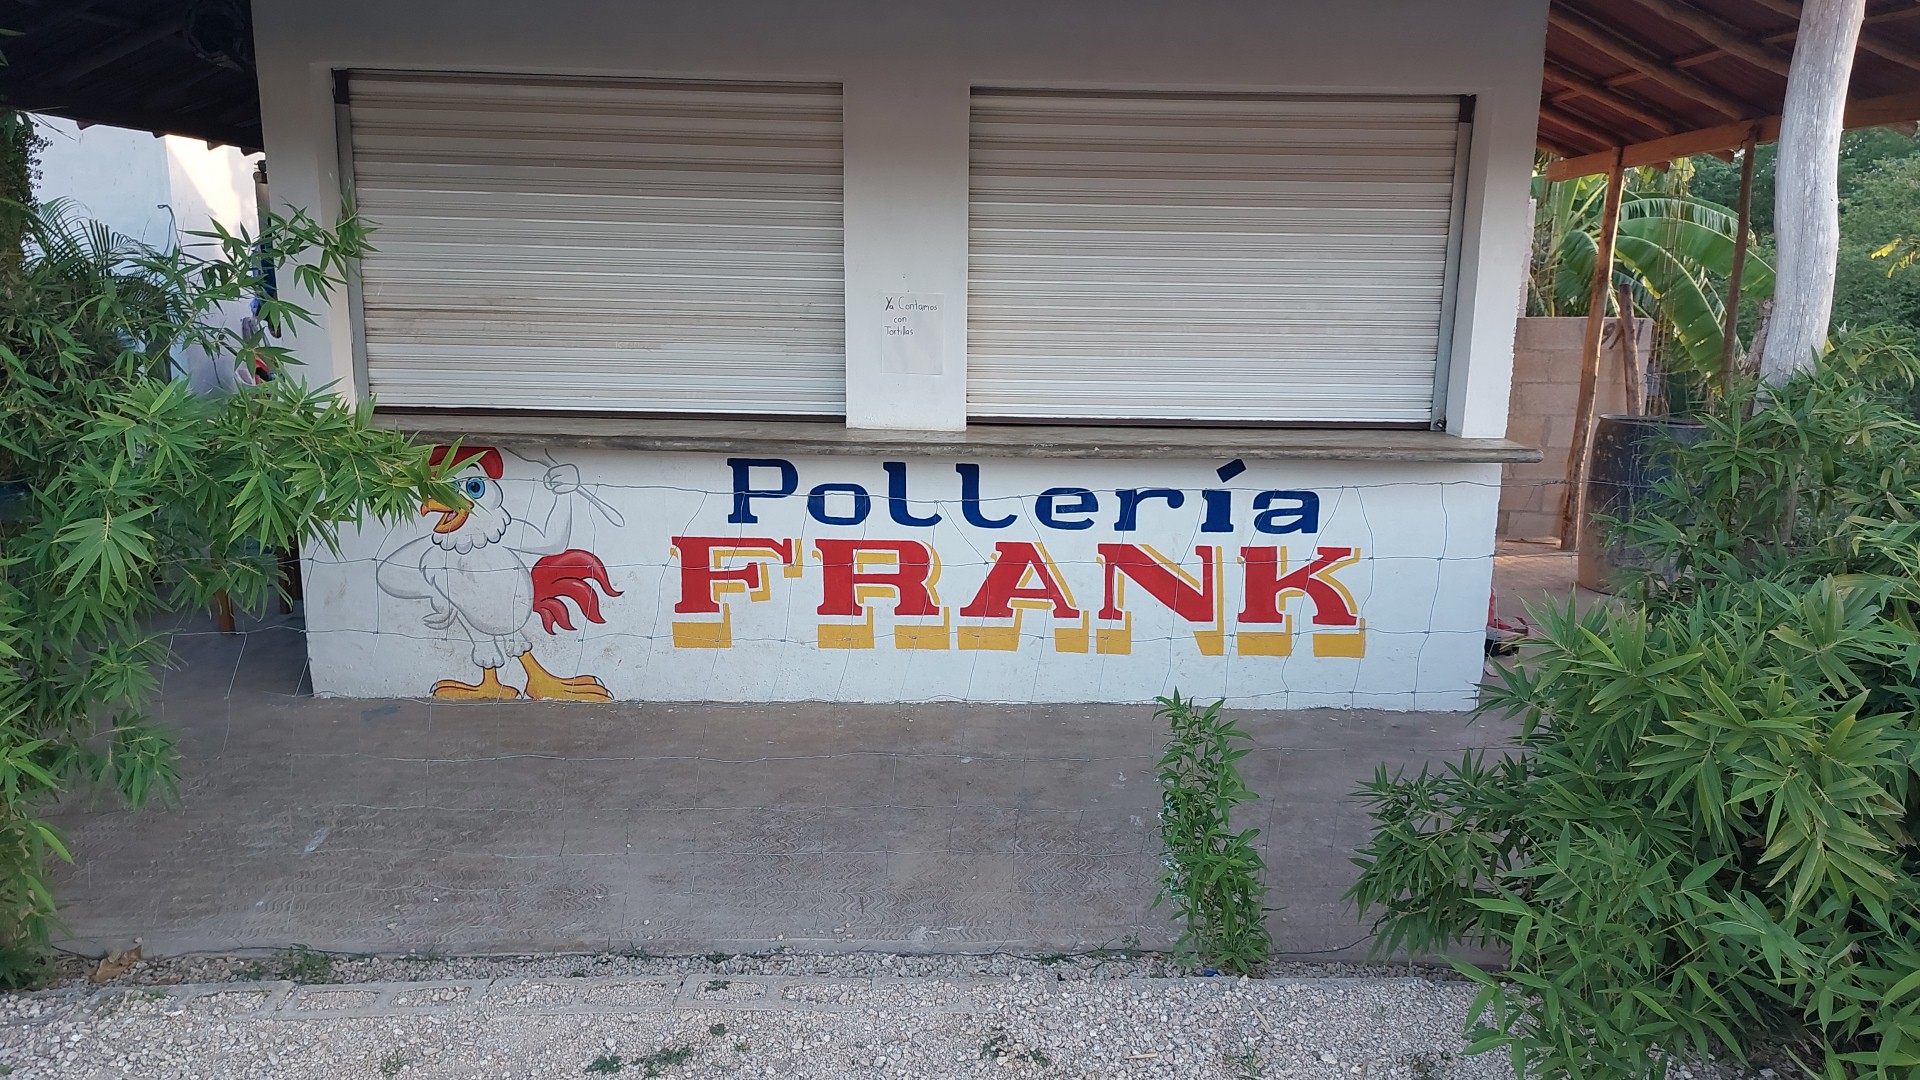 Ya Contamos
con
Tortillas
Pollería
FRANK